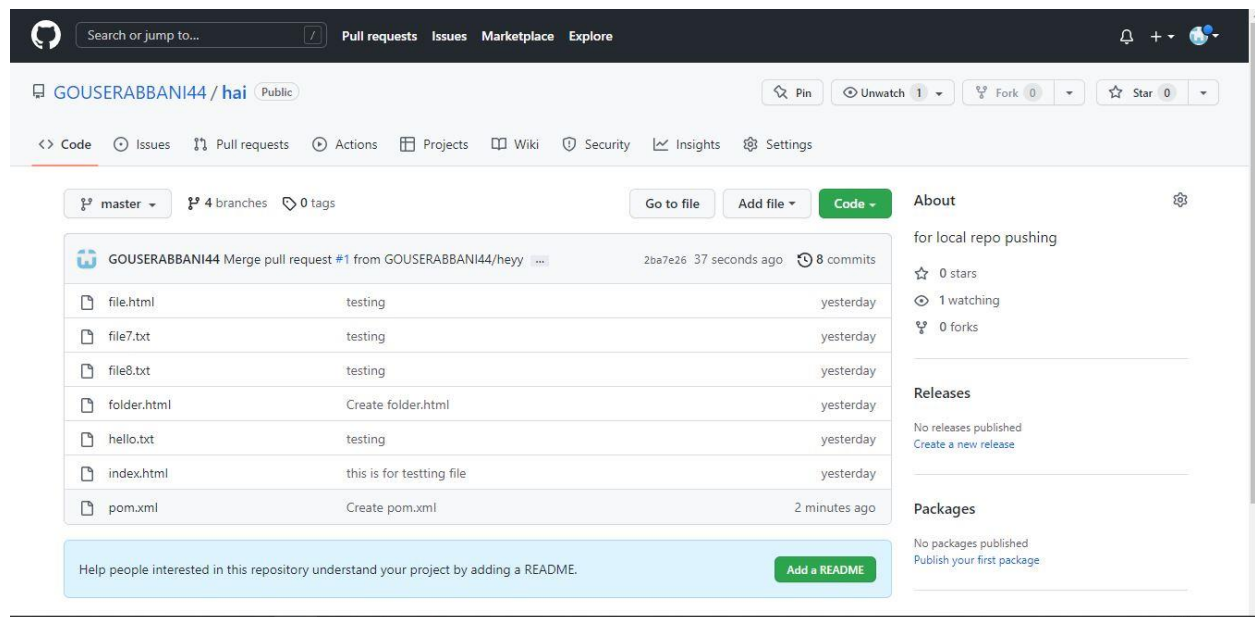 Search or jump to... / Pull requests Issues Marketplace Explore
GOUSERABBANI44 / hai Public Pin Unwatch 1 Fork 0 Star 0
<> Code Issues Pull requests Actions Projects Wiki Security Insights Settings
master 4 branches 0 tags Go to file Add file Code
GOUSERABBANI44 Merge pull request #1 from GOUSERABBANI44/heyy ... 2ba7e26 37 seconds ago 8 commits
file.html testing yesterday
file7.txt testing yesterday
file8.txt testing yesterday
folder.html Create folder.html yesterday
hello.txt testing yesterday
index.html this is for testting file yesterday
pom.xml Create pom.xml 2 minutes ago
Help people interested in this repository understand your project by adding a README. Add a README
About
for local repo pushing
0 stars
1 watching
0 forks
Releases
No releases published
Create a new release
Packages
No packages published
Publish your first package